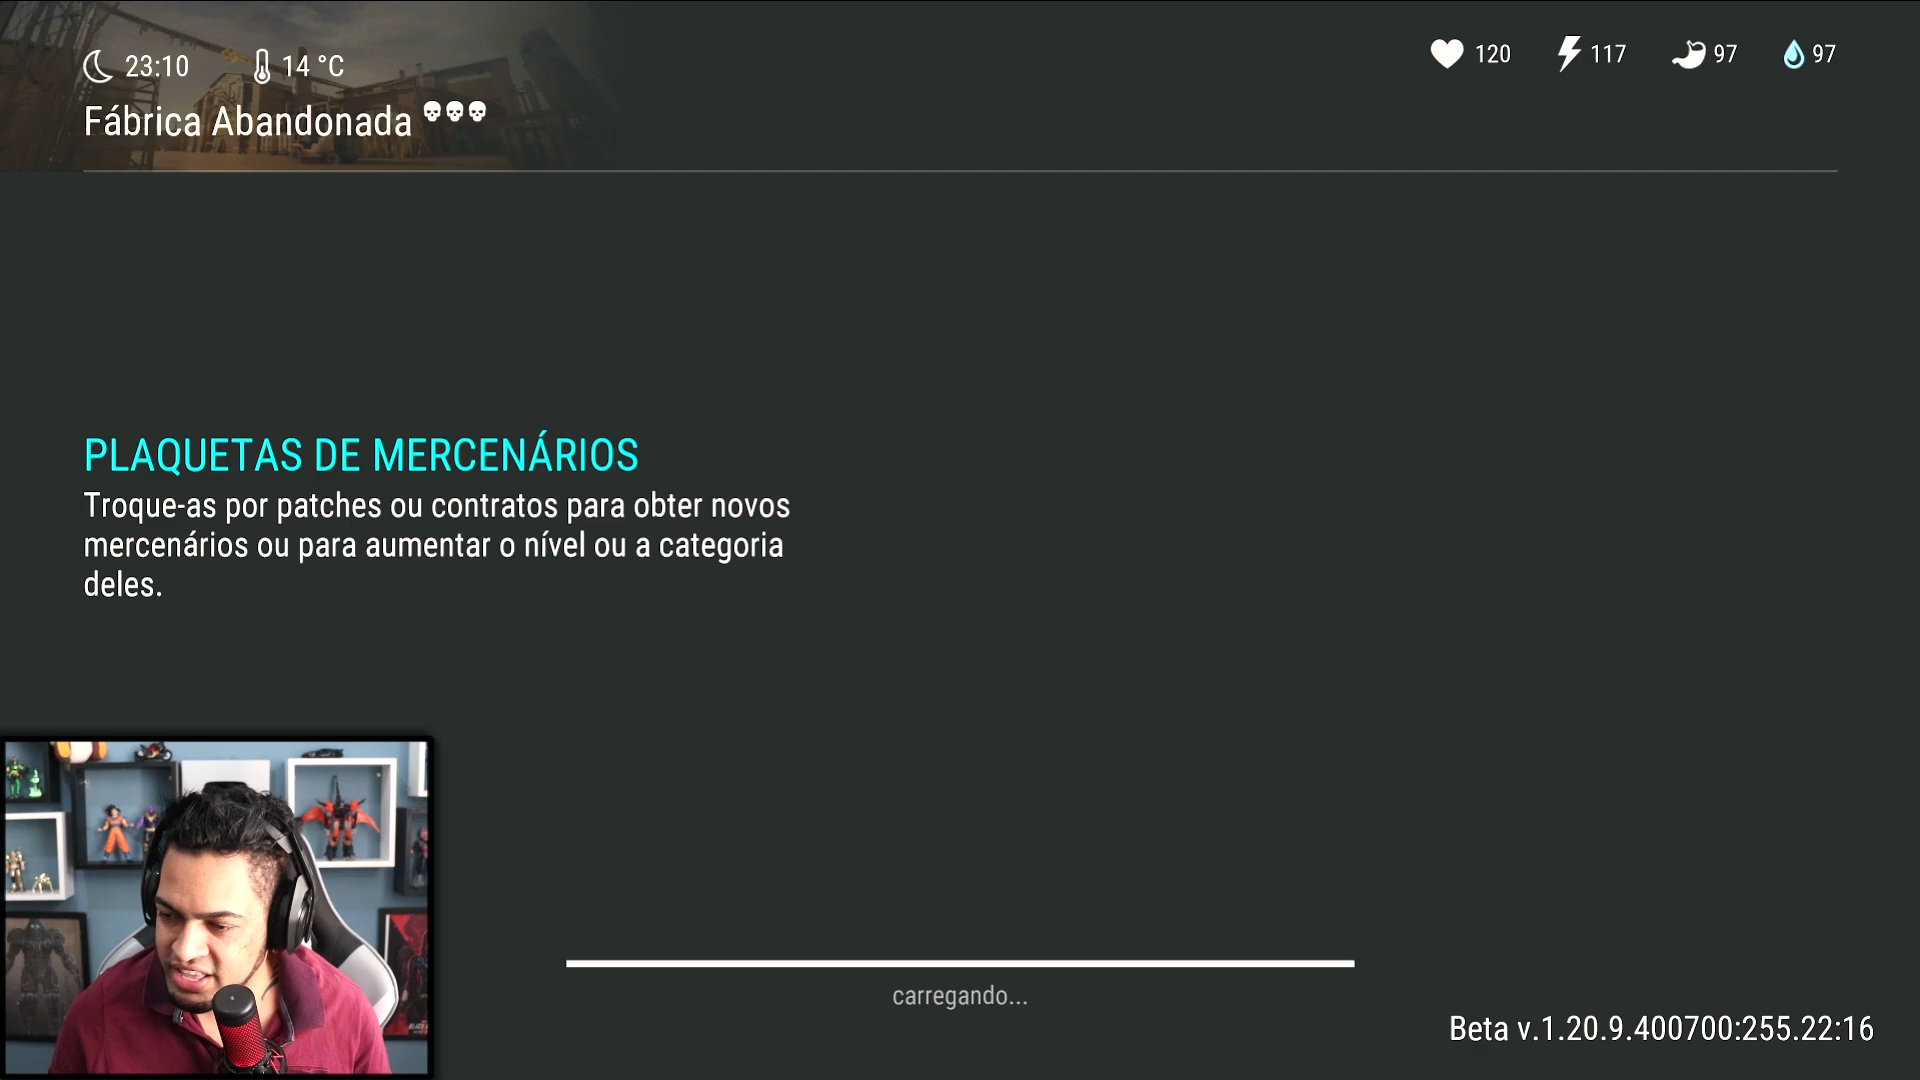 23:10 14 °C
Fábrica Abandonada
120 117 97 97
PLAQUETAS DE MERCENÁRIOS
Troque-as por patches ou contratos para obter novos
mercenários ou para aumentar o nível ou a categoria
deles.
carregando...
Beta v.1.20.9.400700:255.22:16